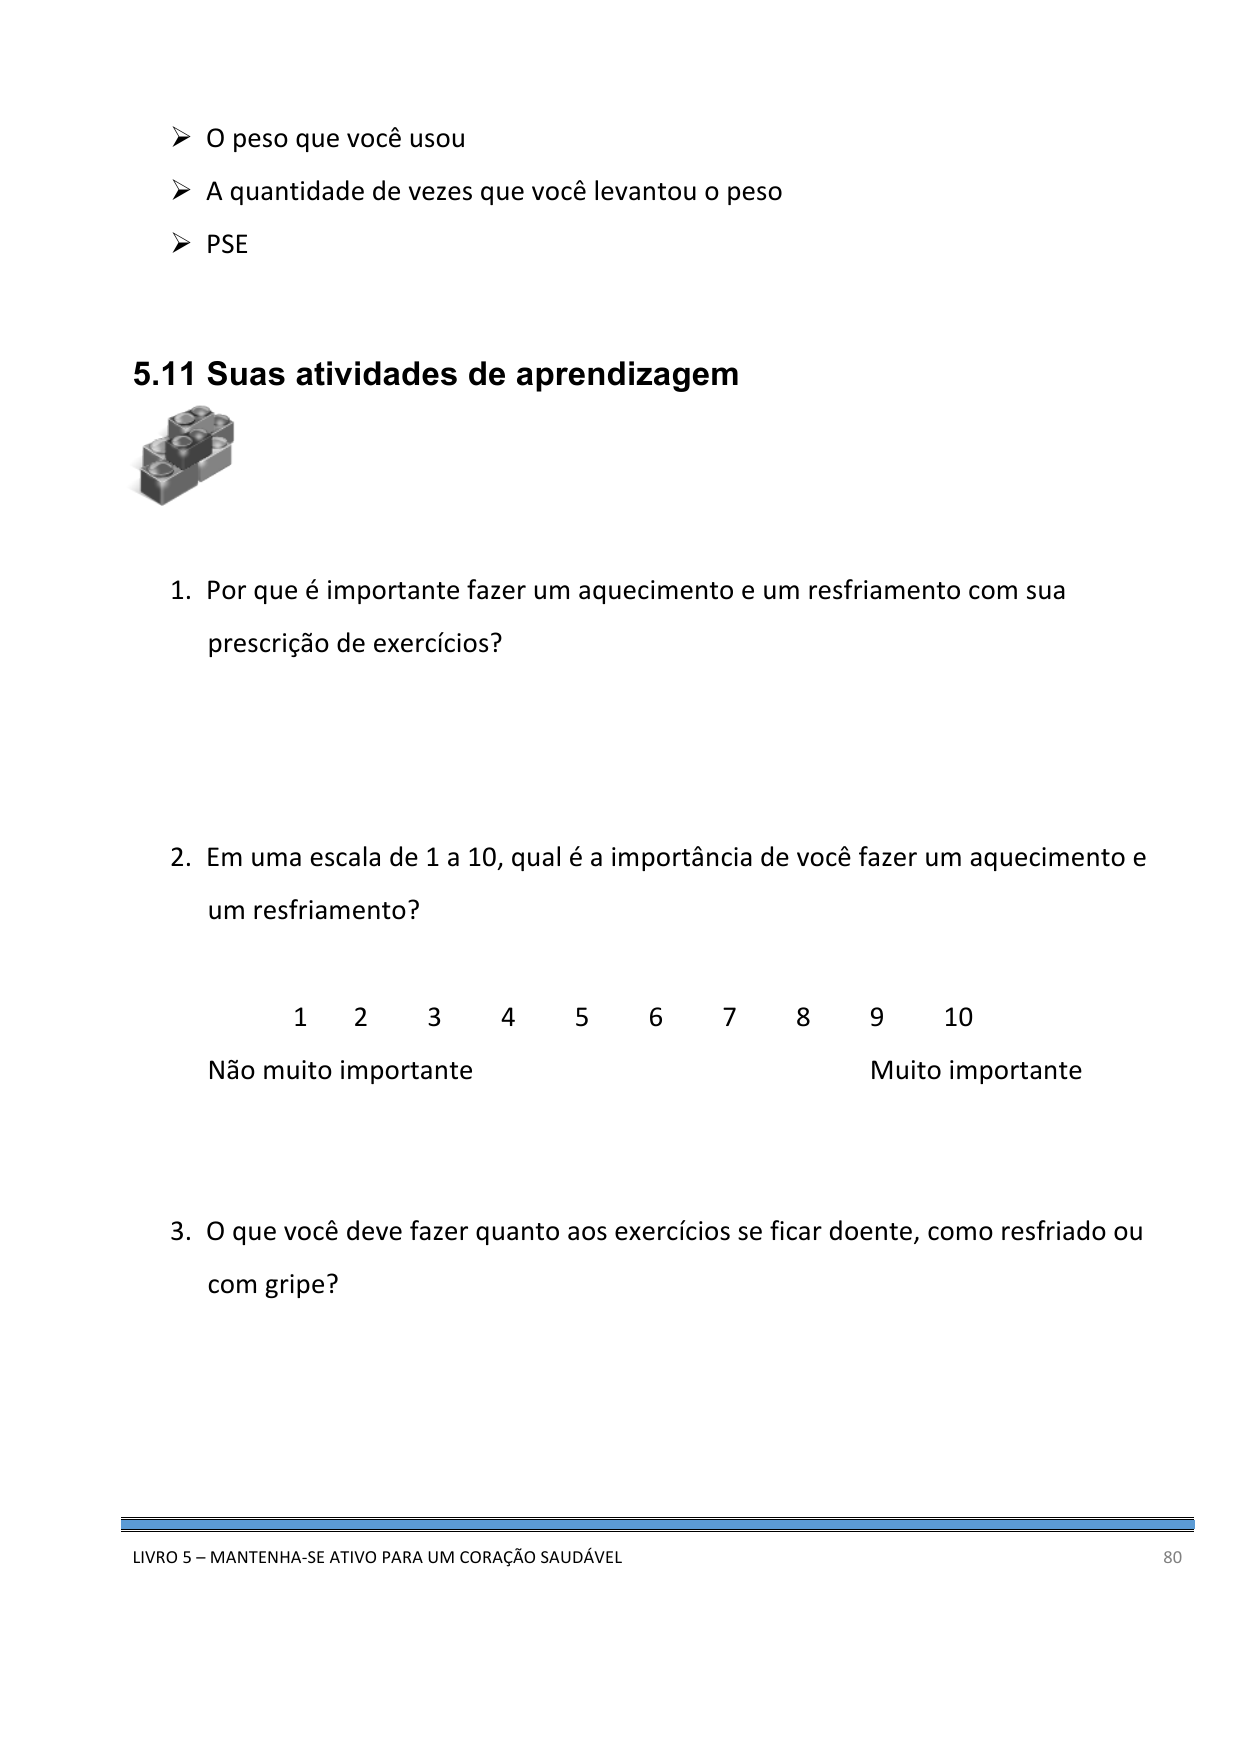 ➢ O peso que você usou
➢ A quantidade de vezes que você levantou o peso
➢ PSE
5.11 Suas atividades de aprendizagem
1. Por que é importante fazer um aquecimento e um resfriamento com sua
prescrição de exercícios?
2. Em uma escala de 1 a 10, qual é a importância de você fazer um aquecimento e
um resfriamento?
1 2 3 4 5 6 7 8 9 10
Não muito importante Muito importante
3. O que você deve fazer quanto aos exercícios se ficar doente, como resfriado ou
com gripe?
LIVRO 5 – MANTENHA-SE ATIVO PARA UM CORAÇÃO SAUDÁVEL 80